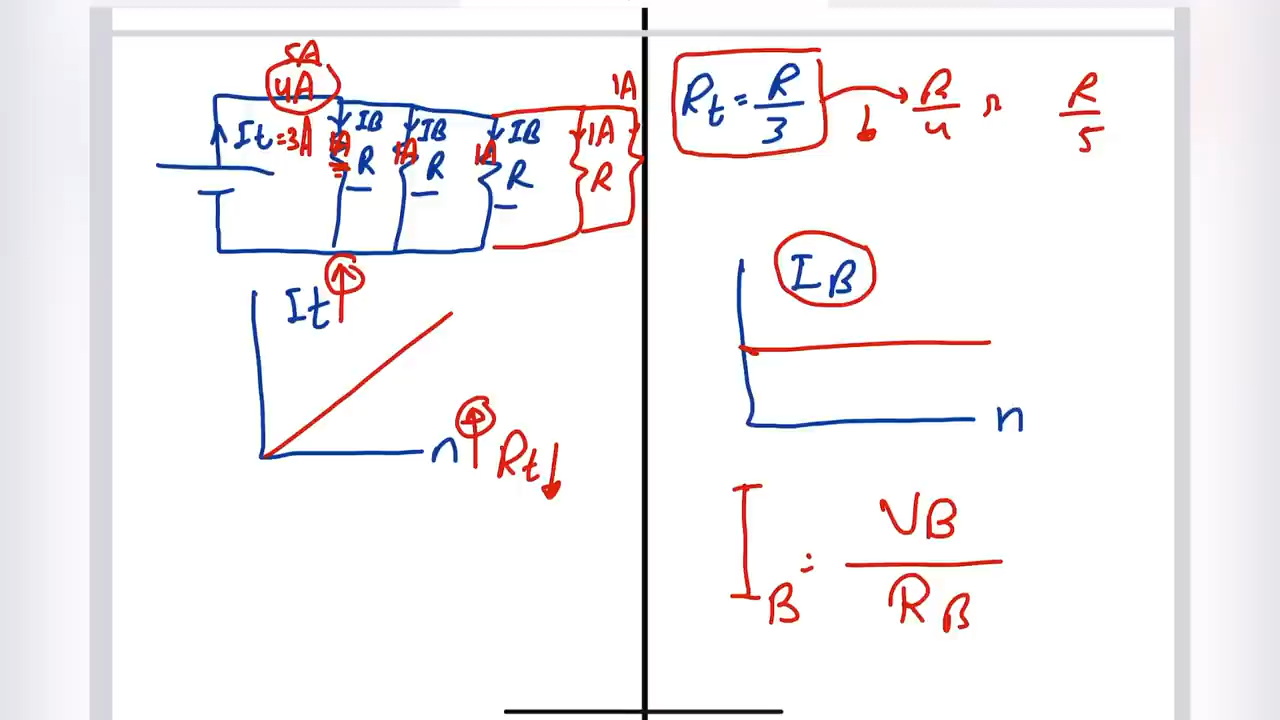 5A
4A
It = 3A
IB IB IB
1A 1A 1A 1A 1A
R R R R
It
n Rt
Rt = R/3
R/4
R/5
IB
n
IB = VB/RB